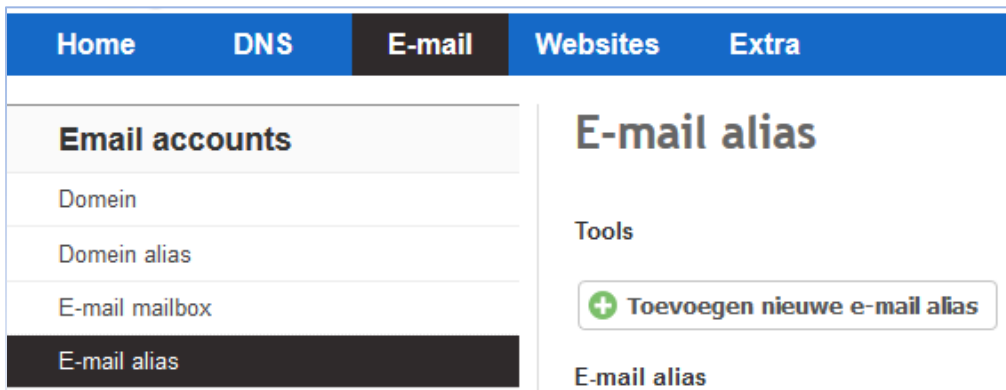 Home DNS E-mail Websites Extra
Email accounts
Domein
Domein alias
E-mail mailbox
E-mail alias
E-mail alias
Tools
Toevoegen nieuwe e-mail alias
E-mail alias